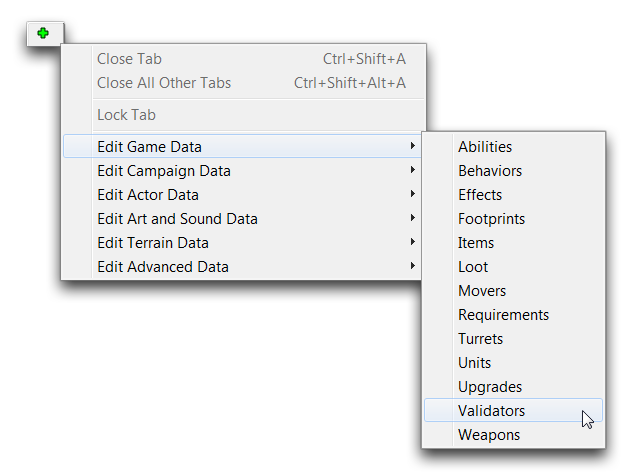 Close Tab Ctrl+Shift+A
Close All Other Tabs Ctrl+Shift+Alt+A
Lock Tab
Edit Game Data
Edit Campaign Data
Edit Actor Data
Edit Art and Sound Data
Edit Terrain Data
Edit Advanced Data
Abilities
Behaviors
Effects
Footprints
Items
Loot
Movers
Requirements
Turrets
Units
Upgrades
Validators
Weapons